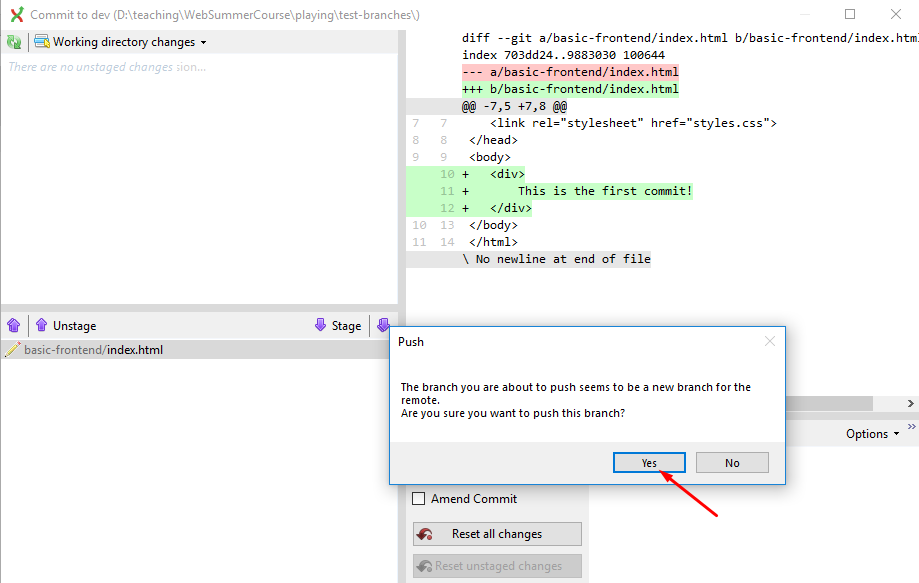 Commit to dev (D:\teaching\WebSummerCourse\playing\test-branches\)
Working directory changes
There are no unstaged changes sion...
diff --git a/basic-frontend/index.html b/basic-frontend/index.htm
index 703dd24..9883030 100644
--- a/basic-frontend/index.html
+++ b/basic-frontend/index.html
@@ -7,5 +7,8 @@
7 7 <link rel="stylesheet" href="styles.css">
8 8 </head>
9 9 <body>
10 + <div>
11 + This is the first commit!
12 + </div>
10 13 </body>
11 14 </html>
\ No newline at end of file
Unstage
Stage
basic-frontend/index.html
Push
The branch you are about to push seems to be a new branch for the
remote.
Are you sure you want to push this branch?
Yes
No
Options
Amend Commit
Reset all changes
Reset unstaged changes